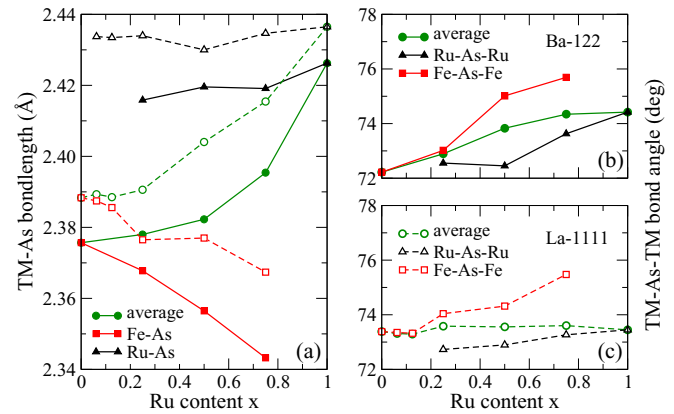 2.44
2.42
2.40
2.38
2.36
2.34
TM-As bondlength (Å)
average
Fe-As
Ru-As
(a)
0 0.2 0.4 0.6 0.8 1
Ru content x
78
76
74
72
average
Ru-As-Ru
Fe-As-Fe
Ba-122
(b)
78
76
74
72
average
Ru-As-Ru
Fe-As-Fe
La-1111
(c)
0 0.2 0.4 0.6 0.8 1
Ru content x
TM-As-TM bond angle (deg)